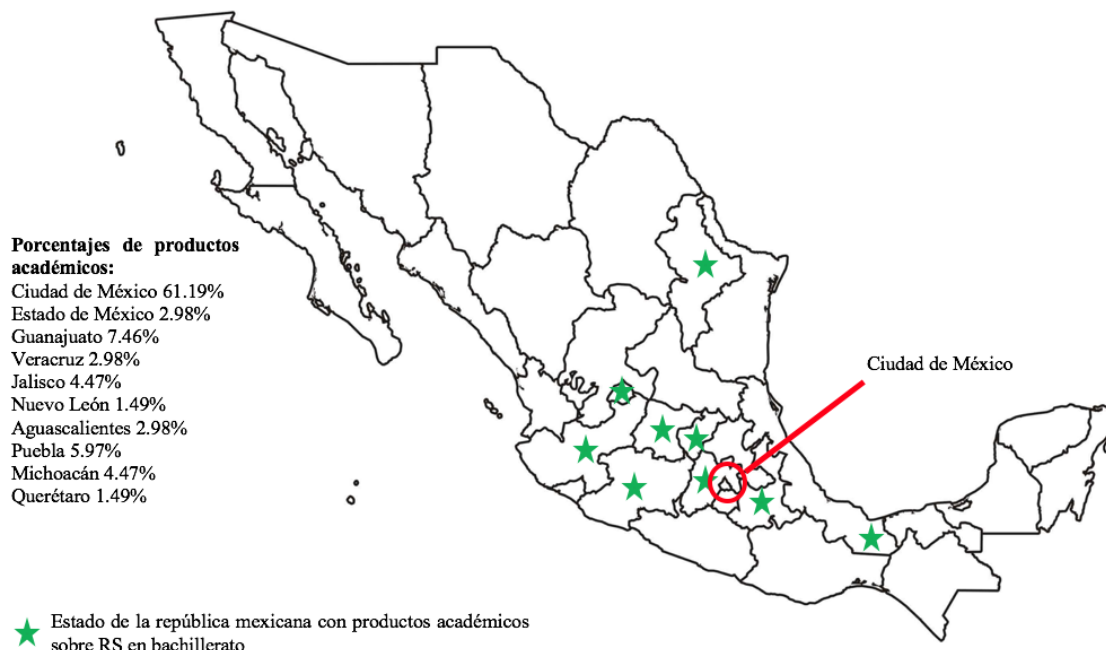 Porcentajes de productos
académicos:
Ciudad de México 61.19%
Estado de México 2.98%
Guanajuato 7.46%
Veracruz 2.98%
Jalisco 4.47%
Nuevo León 1.49%
Aguascalientes 2.98%
Puebla 5.97%
Michoacán 4.47%
Querétaro 1.49%
Ciudad de México
Estado de la república mexicana con productos académicos
sobre RS en bachillerato